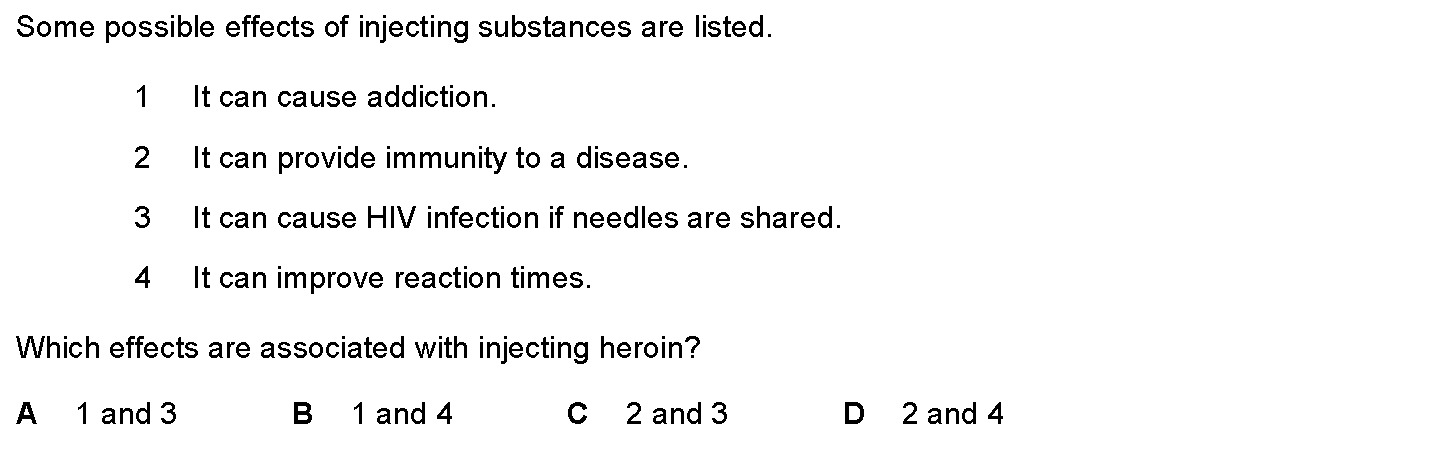 Some possible effects of injecting substances are listed.
1 It can cause addiction.
2 It can provide immunity to a disease.
3 It can cause HIV infection if needles are shared.
4 It can improve reaction times.
Which effects are associated with injecting heroin?
A 1 and 3 B 1 and 4 C 2 and 3 D 2 and 4